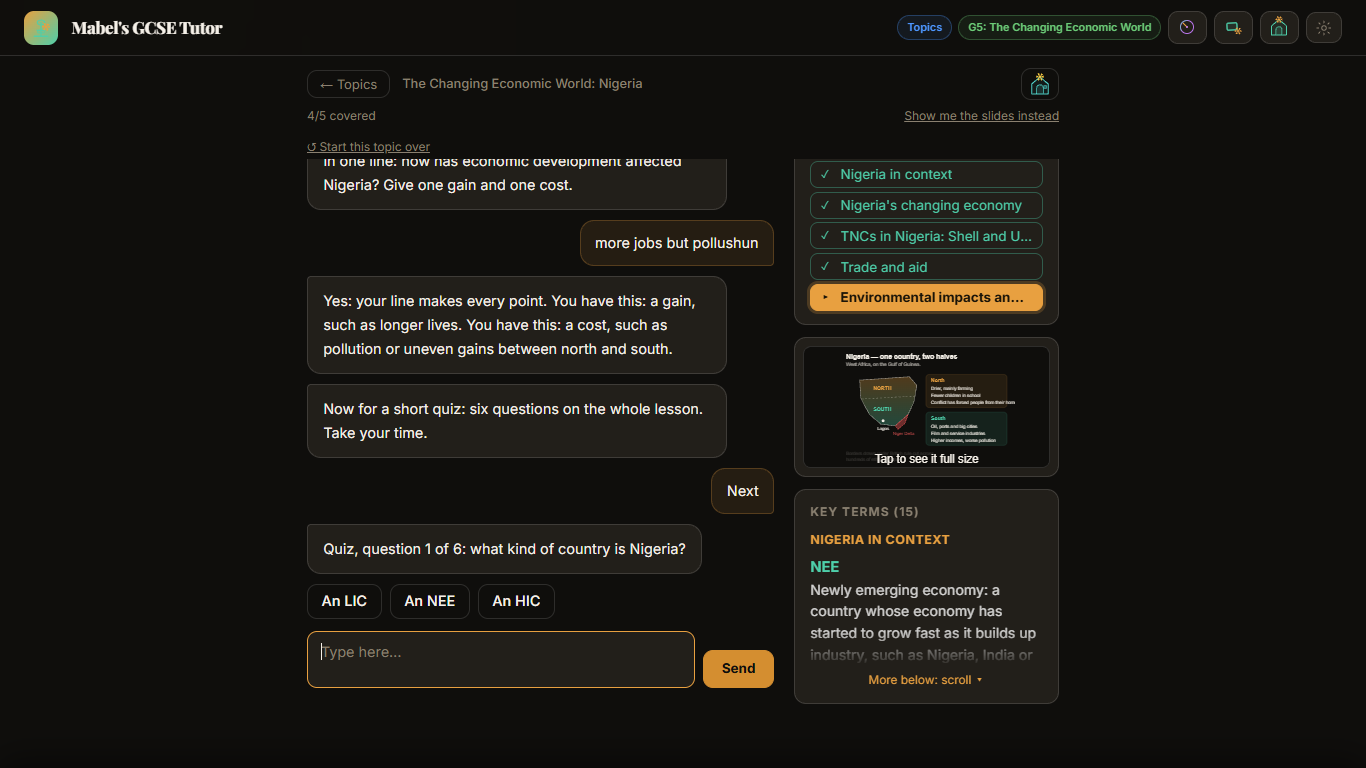 Mabel's GCSE Tutor
Topics
G5: The Changing Economic World
← Topics
The Changing Economic World: Nigeria
4/5 covered
Show me the slides instead
↺ Start this topic over
In one line: how has economic development affected
Nigeria? Give one gain and one cost.
more jobs but pollushun
Yes: your line makes every point. You have this: a gain,
such as longer lives. You have this: a cost, such as
pollution or uneven gains between north and south.
Now for a short quiz: six questions on the whole lesson.
Take your time.
Next
Quiz, question 1 of 6: what kind of country is Nigeria?
An LIC
An NEE
An HIC
Type here...
Send
✓ Nigeria in context
✓ Nigeria's changing economy
✓ TNCs in Nigeria: Shell and U...
✓ Trade and aid
▸ Environmental impacts an...
Nigeria — one country, two halves
West Africa, on the Gulf of Guinea.
NORTH
SOUTH
Lagos
Niger Delta
North
Drier, mainly farming
Fewer children in school
Conflict has forced people from their homes
South
Oil, ports and big cities
Film and service industries
Higher incomes, worse pollution
Tap to see it full size
KEY TERMS (15)
NIGERIA IN CONTEXT
NEE
Newly emerging economy: a
country whose economy has
started to grow fast as it builds up
industry, such as Nigeria, India or
More below: scroll ▾